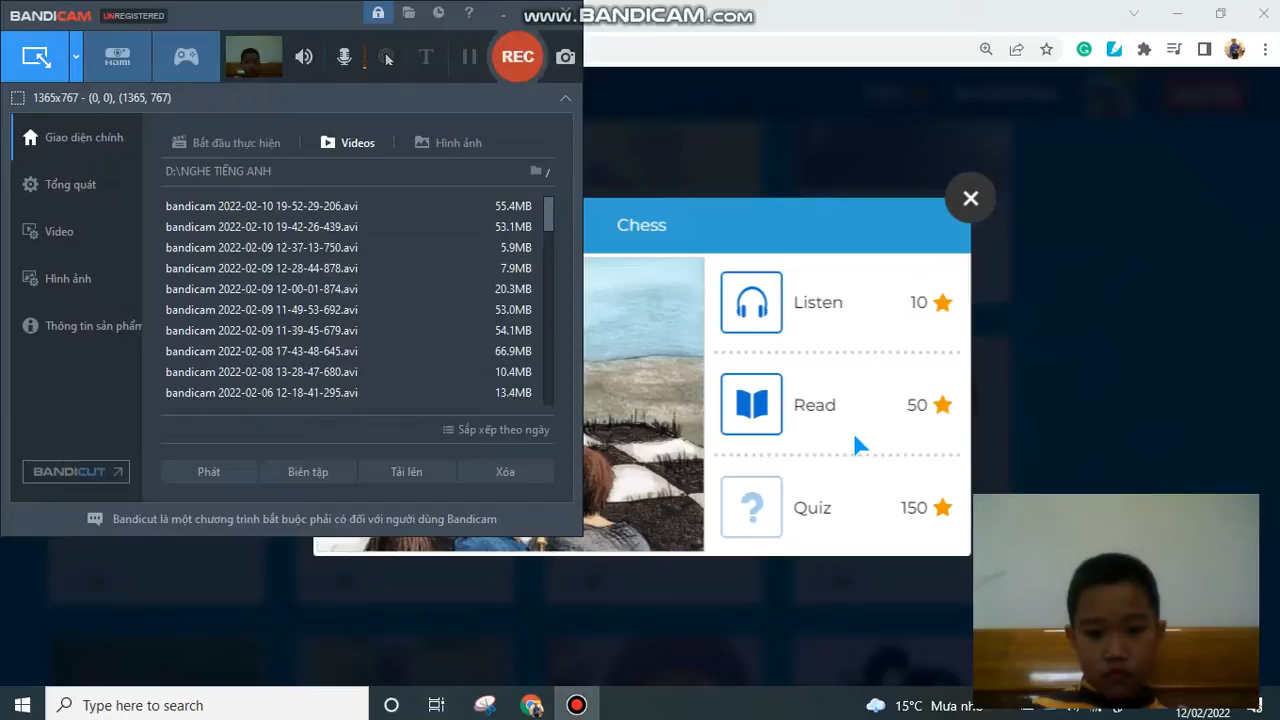 BANDICAM UNREGISTERED
www.BANDICAM.com
HDMI
REC
1365x767 - (0, 0), (1365, 767)
Giao diện chính
Tổng quát
Video
Hình ảnh
Thông tin sản phẩm
Bắt đầu thực hiện
Videos
Hình ảnh
D:\NGHE TIẾNG ANH
bandicam 2022-02-10 19-52-29-206.avi 55.4MB
bandicam 2022-02-10 19-42-26-439.avi 53.1MB
bandicam 2022-02-09 12-37-13-750.avi 5.9MB
bandicam 2022-02-09 12-28-44-878.avi 7.9MB
bandicam 2022-02-09 12-00-01-874.avi 20.3MB
bandicam 2022-02-09 11-49-53-692.avi 53.0MB
bandicam 2022-02-09 11-39-45-679.avi 54.1MB
bandicam 2022-02-08 17-43-48-645.avi 66.9MB
bandicam 2022-02-08 13-28-47-680.avi 10.4MB
bandicam 2022-02-06 12-18-41-295.avi 13.4MB
Sắp xếp theo ngày
Phát
Biên tập
Tải lên
Xóa
BANDICUT
Bandicut là một chương trình bắt buộc phải có đối với người dùng Bandicam
Chess
Listen 10
Read 50
Quiz 150
Type here to search
15°C Mưa nhỏ
12/02/2022